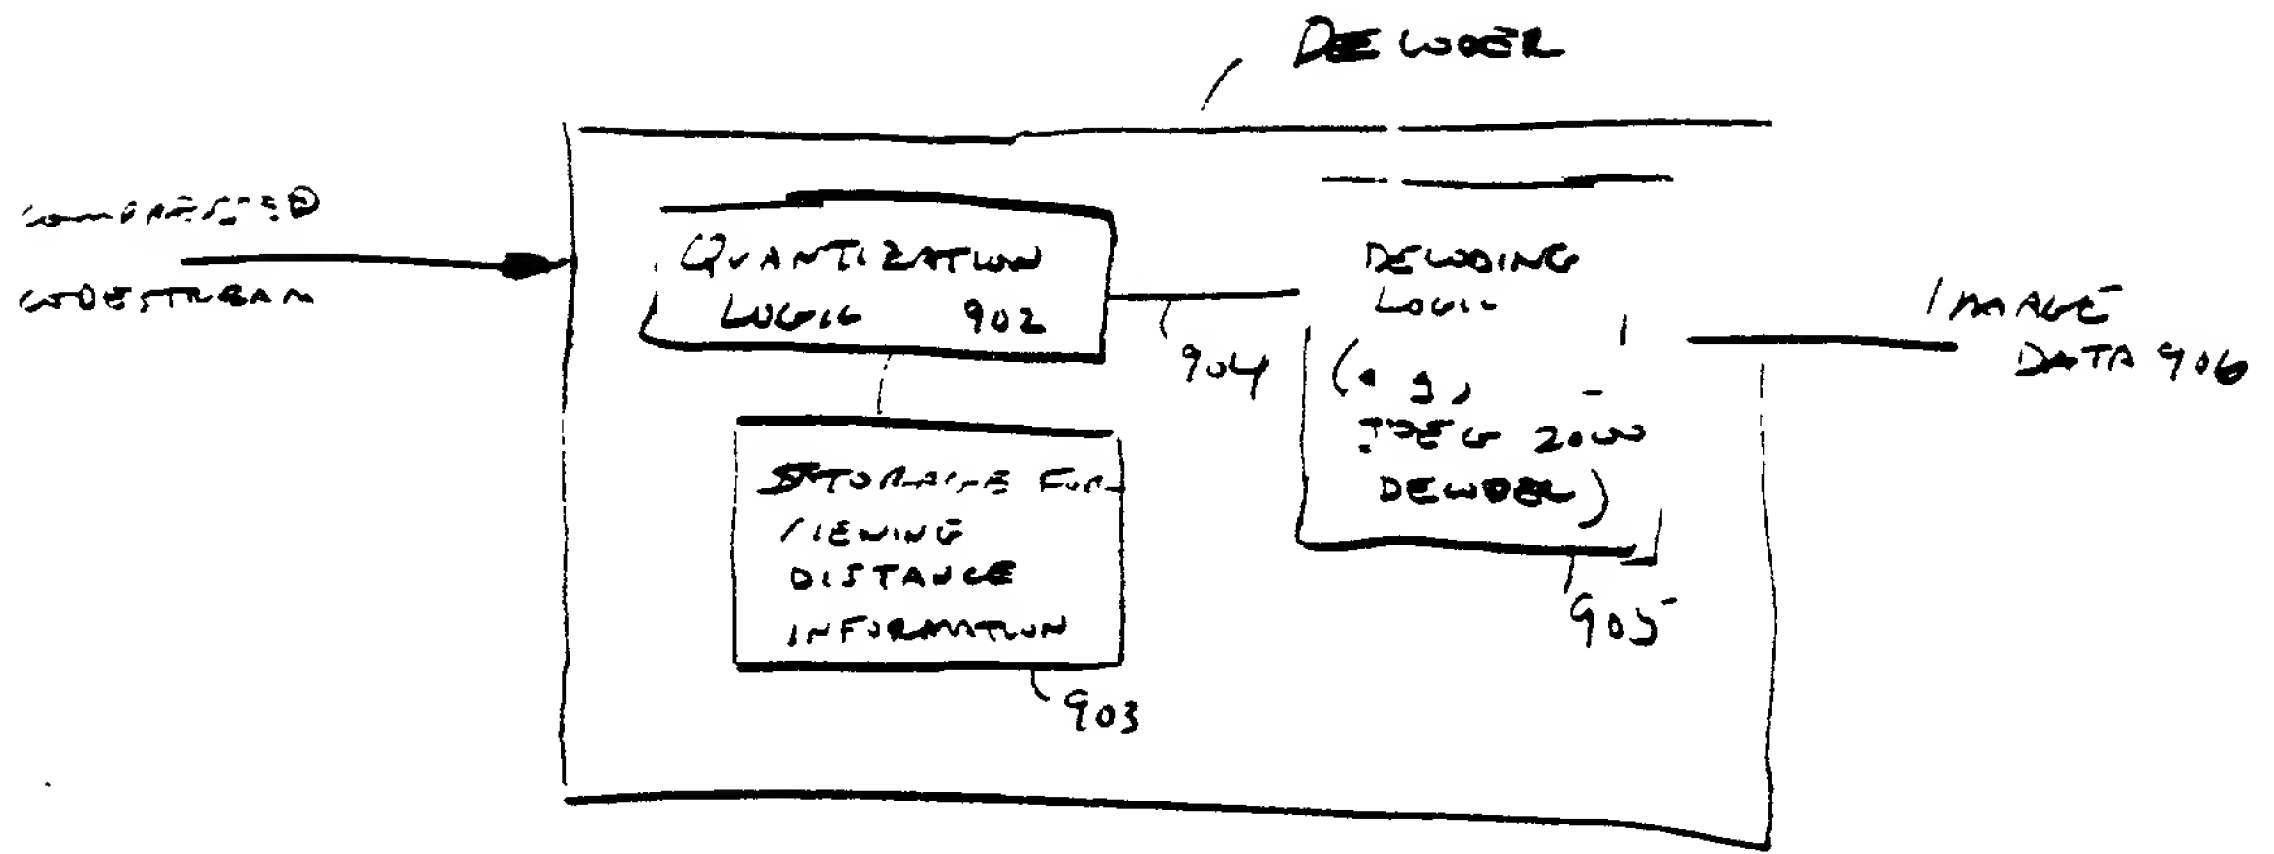 DECODER
COMPRESSED
CODESTREAM
QUANTIZATION
LOGIC 902
904
STORAGE FOR
VIEWING
DISTANCE
INFORMATION
903
DECODING
LOGIC
(e.g.,
JPEG 2000
DECODER)
905
IMAGE
DATA 906